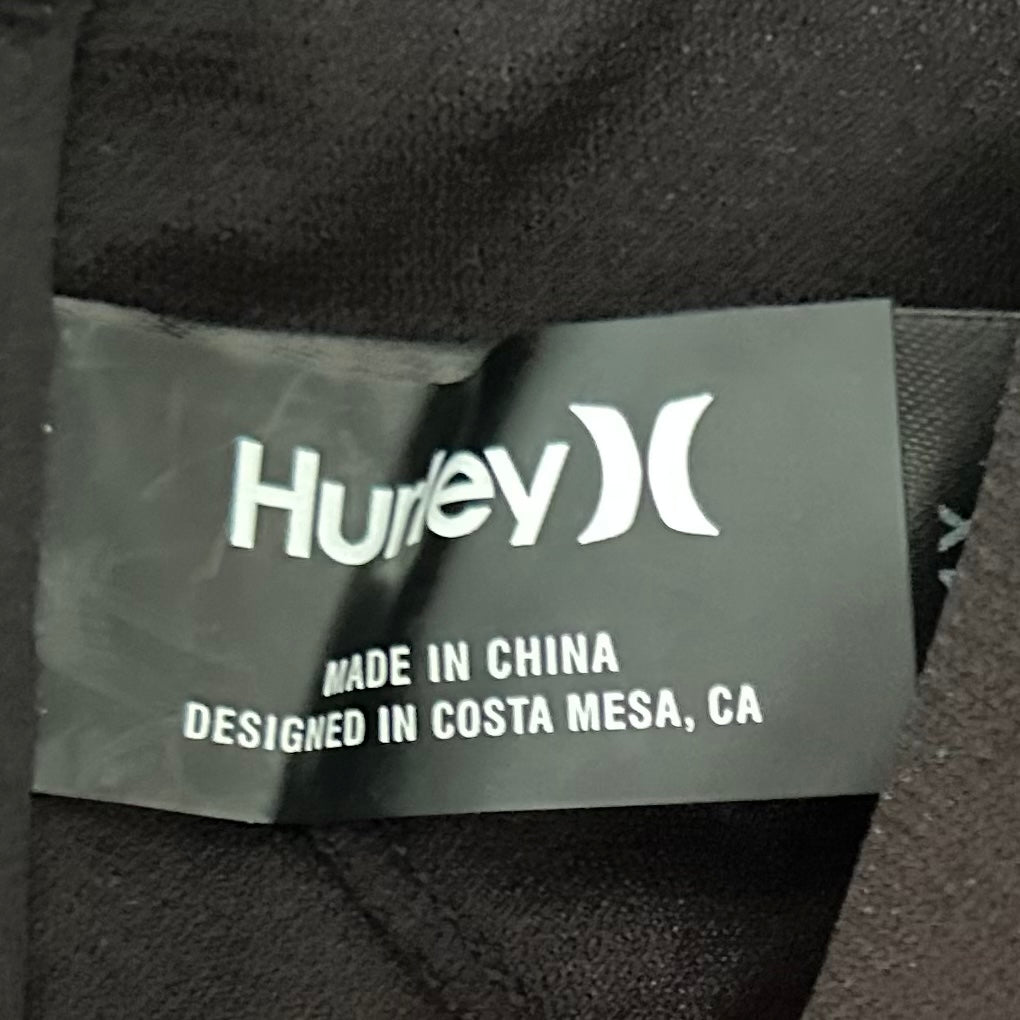 Hurley
MADE IN CHINA
DESIGNED IN COSTA MESA, CA